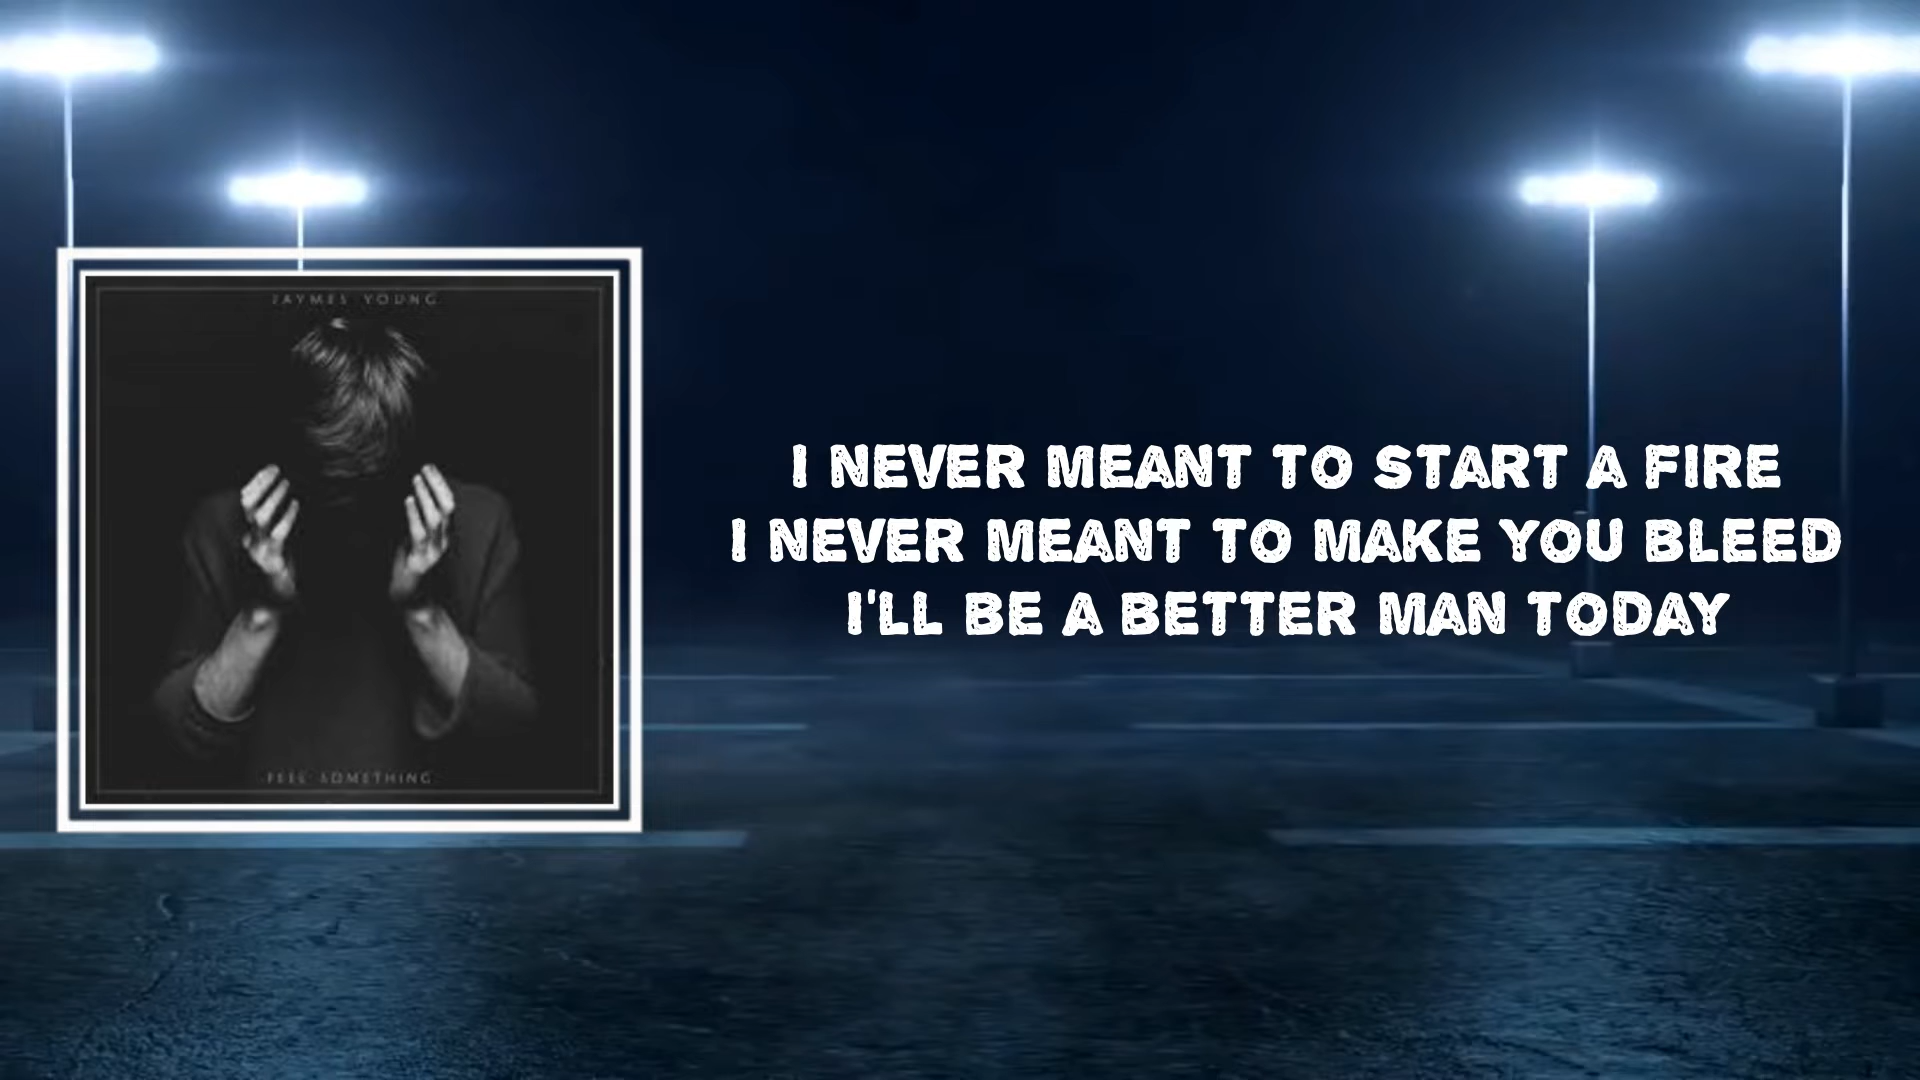 JAYMES YOUNG
FEEL SOMETHING
I NEVER MEANT TO START A FIRE
I NEVER MEANT TO MAKE YOU BLEED
I'LL BE A BETTER MAN TODAY